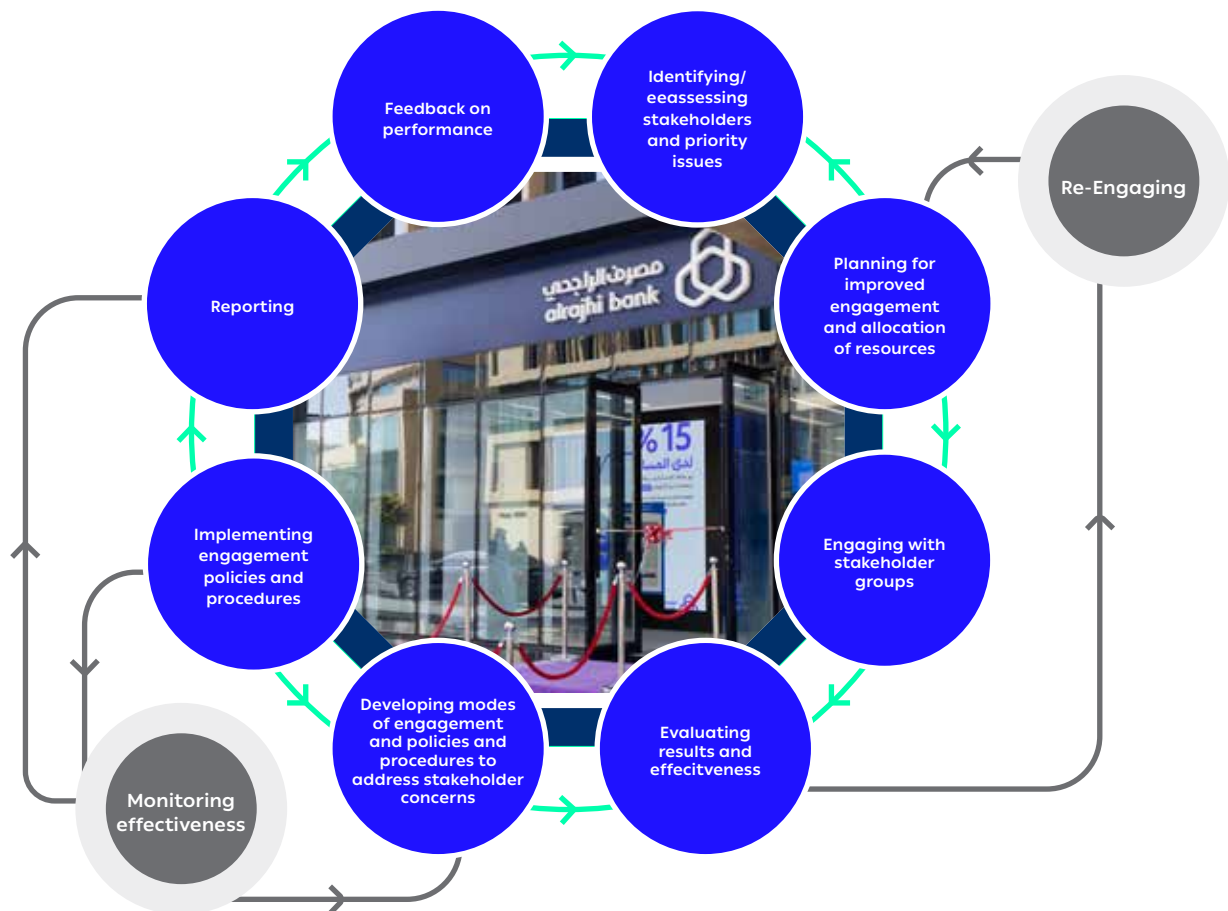 Feedback on
performance
Identifying/
eeassessing
stakeholders
and priority
issues
Re-Engaging
Planning for
improved
engagement
and allocation
of resources
Reporting
مصرف الراجحي
alrajhi bank
%15
لدى
Implementing
engagement
policies and
procedures
Engaging with
stakeholder
groups
Developing modes
of engagement
and policies and
procedures to
address stakeholder
concerns
Evaluating
results and
effecitveness
Monitoring
effectiveness